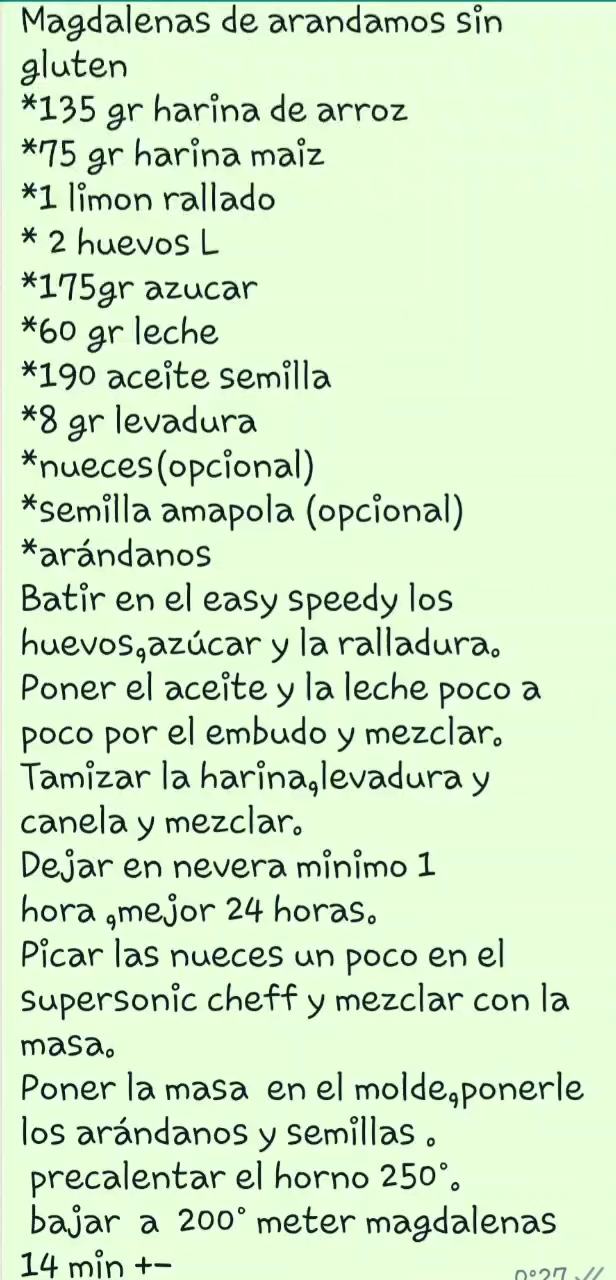 Magdalenas de arandamos sin
gluten
*135 gr harina de arroz
*75 gr harina maiz
*1 limon rallado
* 2 huevos L
*175gr azucar
*60 gr leche
*190 aceite semilla
*8 gr levadura
*nueces(opcional)
*semilla amapola (opcional)
*arándanos
Batir en el easy speedy los
huevos,azúcar y la ralladura.
Poner el aceite y la leche poco a
poco por el embudo y mezclar.
Tamizar la harina,levadura y
canela y mezclar.
Dejar en nevera minimo 1
hora ,mejor 24 horas.
Picar las nueces un poco en el
supersonic cheff y mezclar con la
masa.
Poner la masa en el molde,ponerle
los arándanos y semillas .
precalentar el horno 250°.
bajar a 200° meter magdalenas
14 min +-